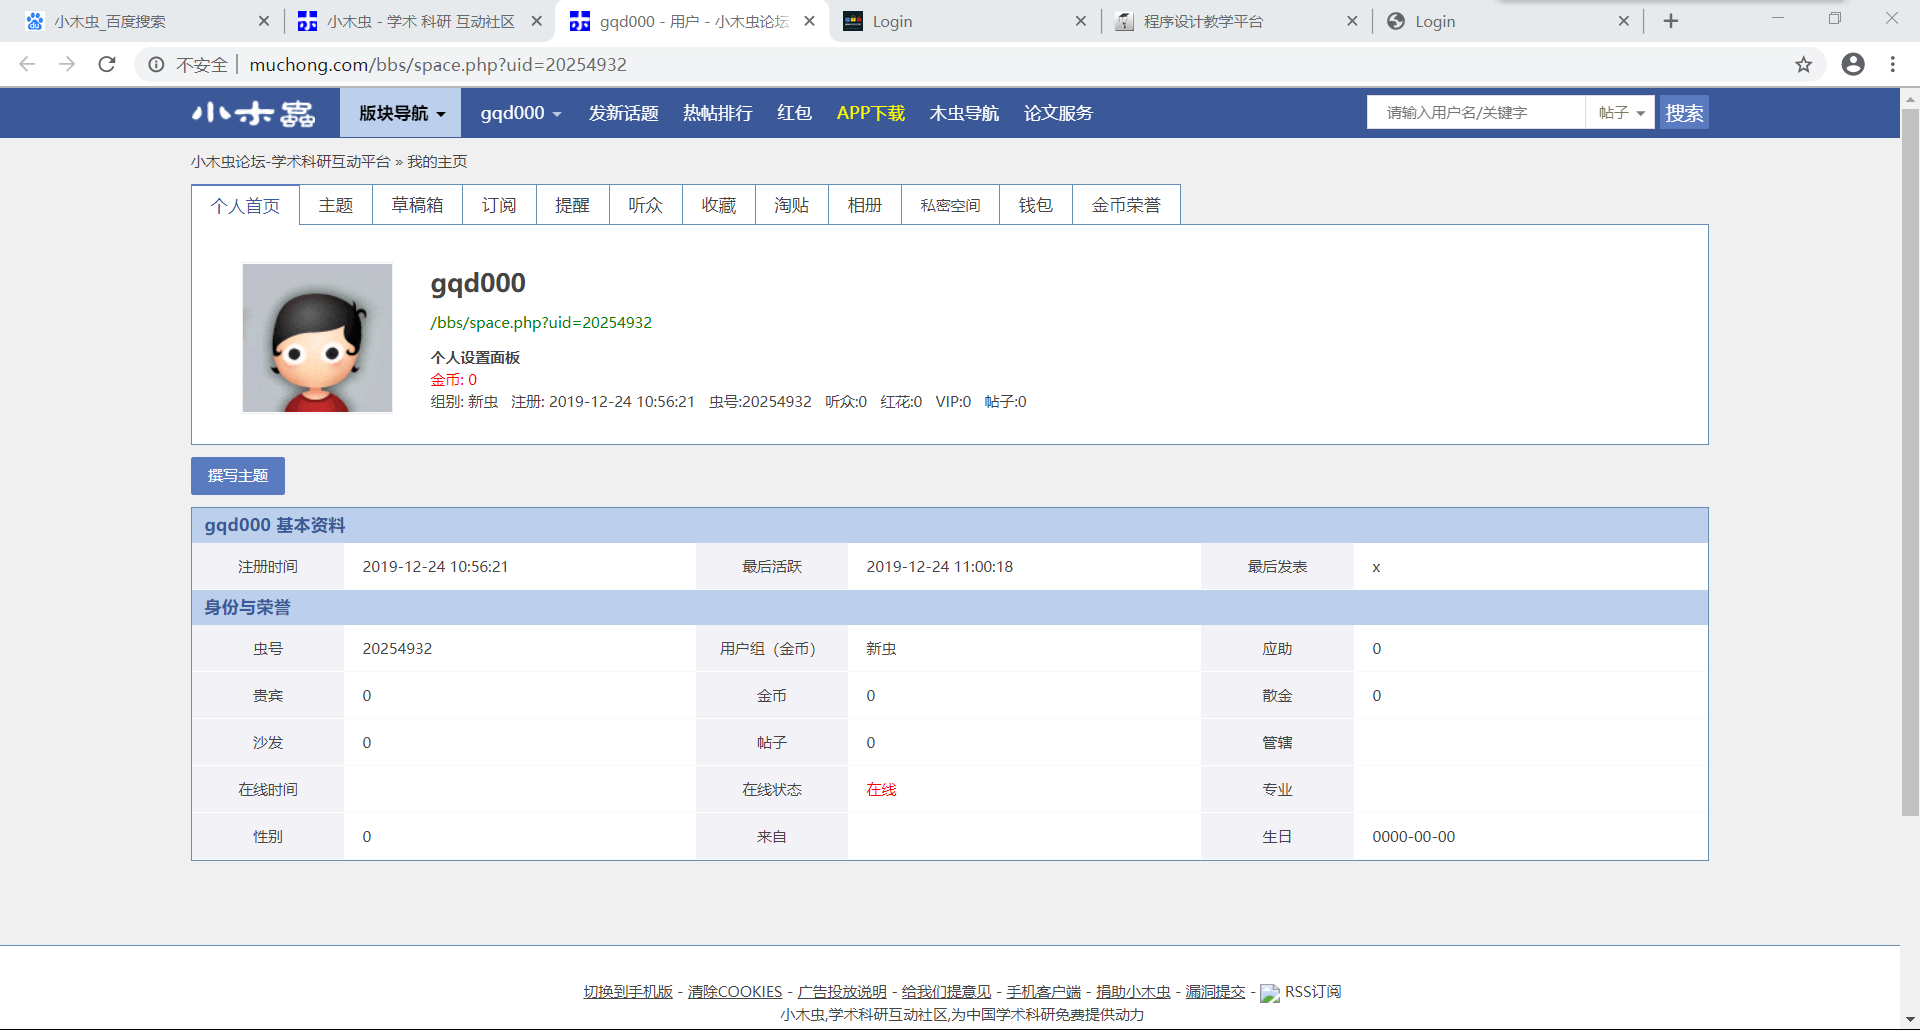 小木虫_百度搜索
小木虫 - 学术 科研 互动社区
gqd000 - 用户 - 小木虫论坛
Login
程序设计教学平台
Login
不安全 | muchong.com/bbs/space.php?uid=20254932
小木蟲 版块导航 gqd000 发新话题 热帖排行 红包 APP下载 木虫导航 论文服务 请输入用户名/关键字 帖子 搜索
小木虫论坛-学术科研互动平台 » 我的主页
个人首页 主题 草稿箱 订阅 提醒 听众 收藏 淘贴 相册 私密空间 钱包 金币荣誉
gqd000
/bbs/space.php?uid=20254932
个人设置面板
金币: 0
组别: 新虫 注册: 2019-12-24 10:56:21 虫号:20254932 听众:0 红花:0 VIP:0 帖子:0
撰写主题
gqd000 基本资料
注册时间 2019-12-24 10:56:21 最后活跃 2019-12-24 11:00:18 最后发表 x
身份与荣誉
虫号 20254932 用户组（金币） 新虫 应助 0
贵宾 0 金币 0 散金 0
沙发 0 帖子 0 管辖
在线时间 在线状态 在线 专业
性别 0 来自 生日 0000-00-00
切换到手机版 - 清除COOKIES - 广告投放说明 - 给我们提意见 - 手机客户端 - 捐助小木虫 - 漏洞提交 - RSS订阅
小木虫,学术科研互动社区,为中国学术科研免费提供动力